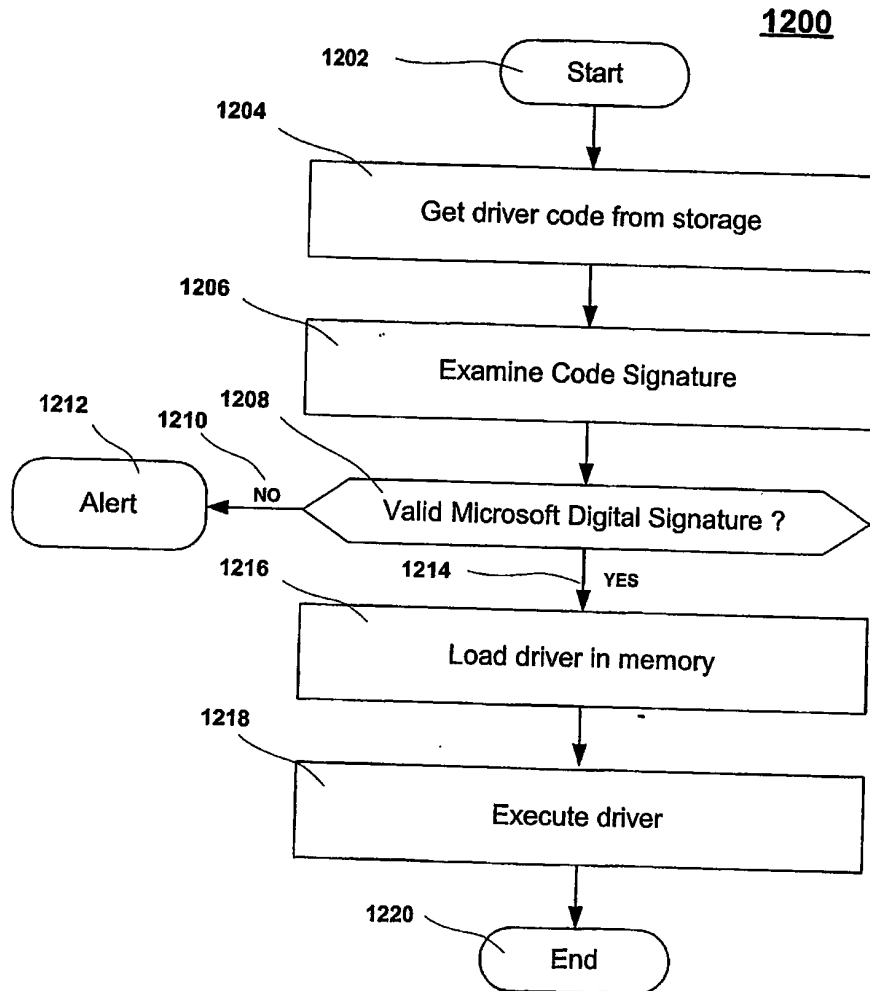 1200
1202
Start
1204
Get driver code from storage
1206
Examine Code Signature
1208
1212
1210
Alert
NO
Valid Microsoft Digital Signature ?
1214
YES
1216
Load driver in memory
1218
Execute driver
1220
End